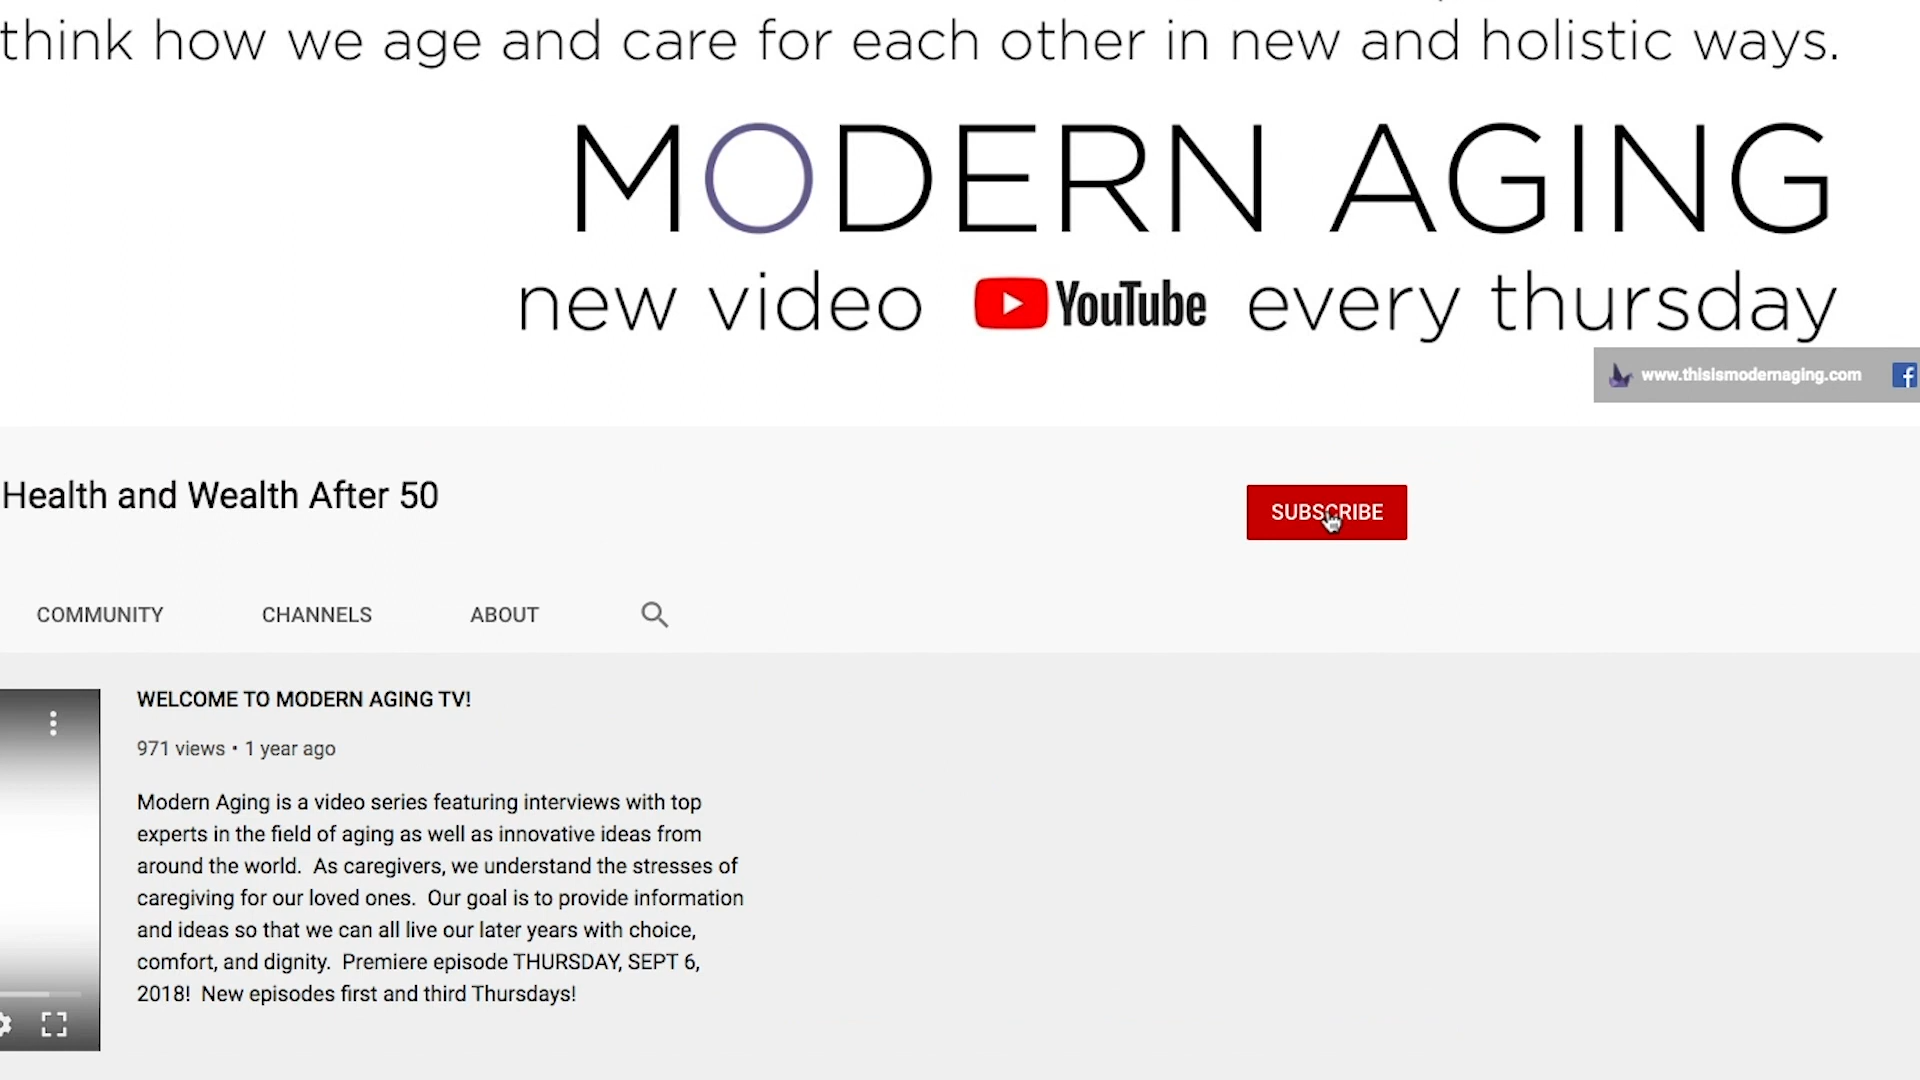 think how we age and care for each other in new and holistic ways.
MODERN AGING
new video YouTube every thursday
www.thisismodernaging.com
Health and Wealth After 50
SUBSCRIBE
COMMUNITY CHANNELS ABOUT
WELCOME TO MODERN AGING TV!
971 views • 1 year ago
Modern Aging is a video series featuring interviews with top
experts in the field of aging as well as innovative ideas from
around the world. As caregivers, we understand the stresses of
caregiving for our loved ones. Our goal is to provide information
and ideas so that we can all live our later years with choice,
comfort, and dignity. Premiere episode THURSDAY, SEPT 6,
2018! New episodes first and third Thursdays!